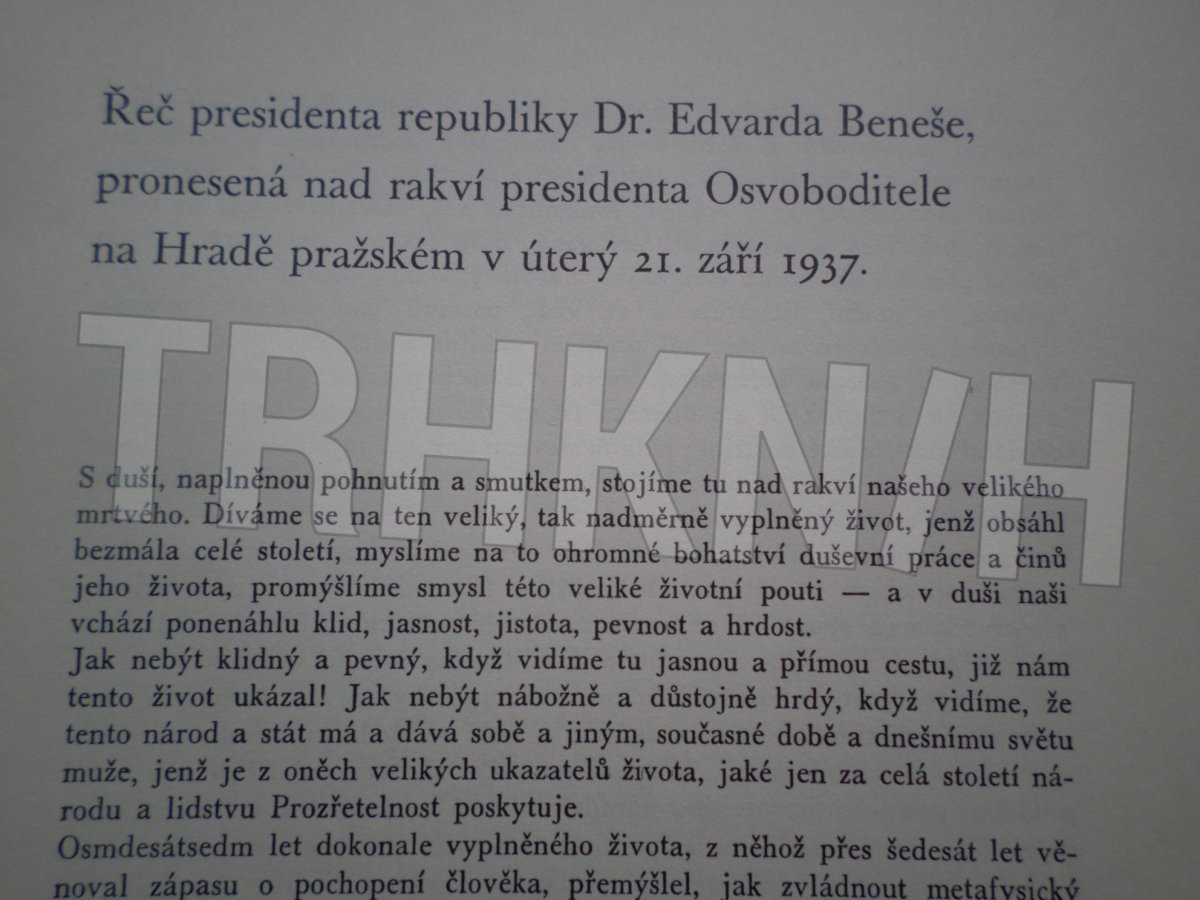 Řeč presidenta republiky Dr. Edvarda Beneše,
pronesená nad rakví presidenta Osvoboditele
na Hradě pražském v úterý 21. září 1937.
TRHKN/H
S duší, naplněnou pohnutím a smutkem, stojíme tu nad rakví našeho velikého
mrtvého. Díváme se na ten veliký, tak nadměrně vyplněný život, jenž obsáhl
bezmála celé století, myslíme na to ohromné bohatství duševní práce a činů
jeho života, promýšlíme smysl této veliké životní pouti — a v duši naši
vchází ponenáhlu klid, jasnost, jistota, pevnost a hrdost.
Jak nebýt klidný a pevný, když vidíme tu jasnou a přímou cestu, již nám
tento život ukázal! Jak nebýt nábožně a důstojně hrdý, když vidíme, že
tento národ a stát má a dává sobě a jiným, současné době a dnešnímu světu
muže, jenž je z oněch velikých ukazatelů života, jaké jen za celá století ná-
rodu a lidstvu Prozřetelnost poskytuje.
Osmdesátsedm let dokonale vyplněného života, z něhož přes šedesát let vě-
noval zápasu o pochopení člověka, přemýšlel, jak zvládnout metafysický